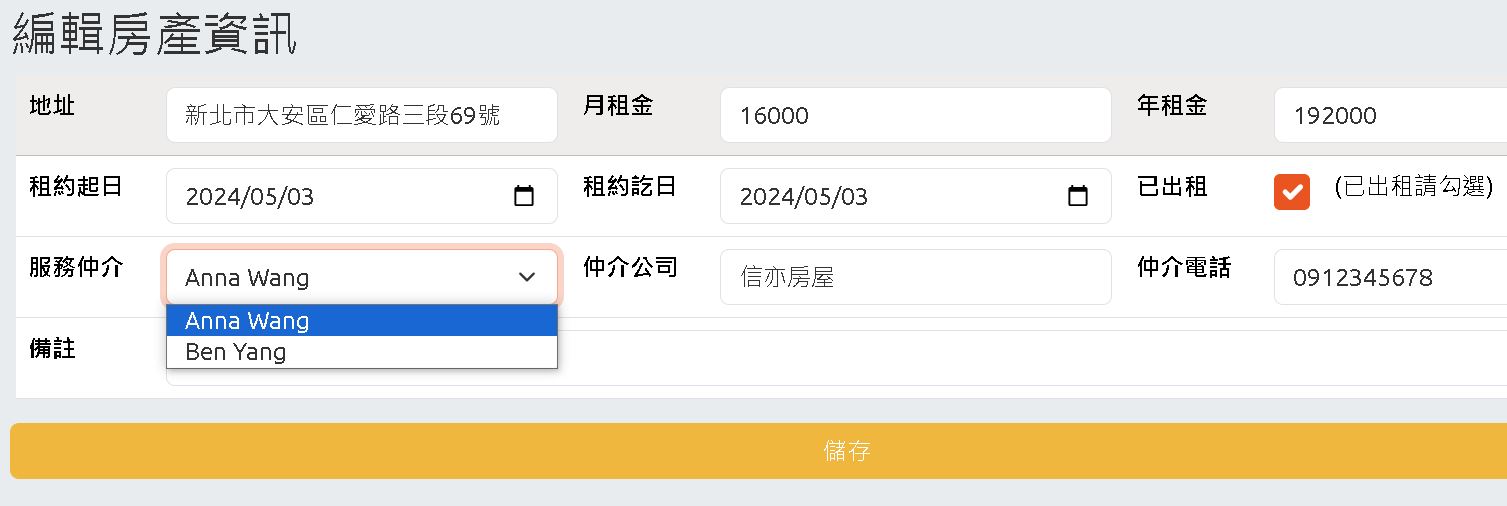 編輯房產資訊
地址 新北市大安區仁愛路三段69號 月租金 16000 年租金 192000
租約起日 2024/05/03 租約訖日 2024/05/03 已出租 (已出租請勾選)
服務仲介 Anna Wang 仲介公司 信亦房屋 仲介電話 0912345678
Anna Wang
Ben Yang
備註
儲存